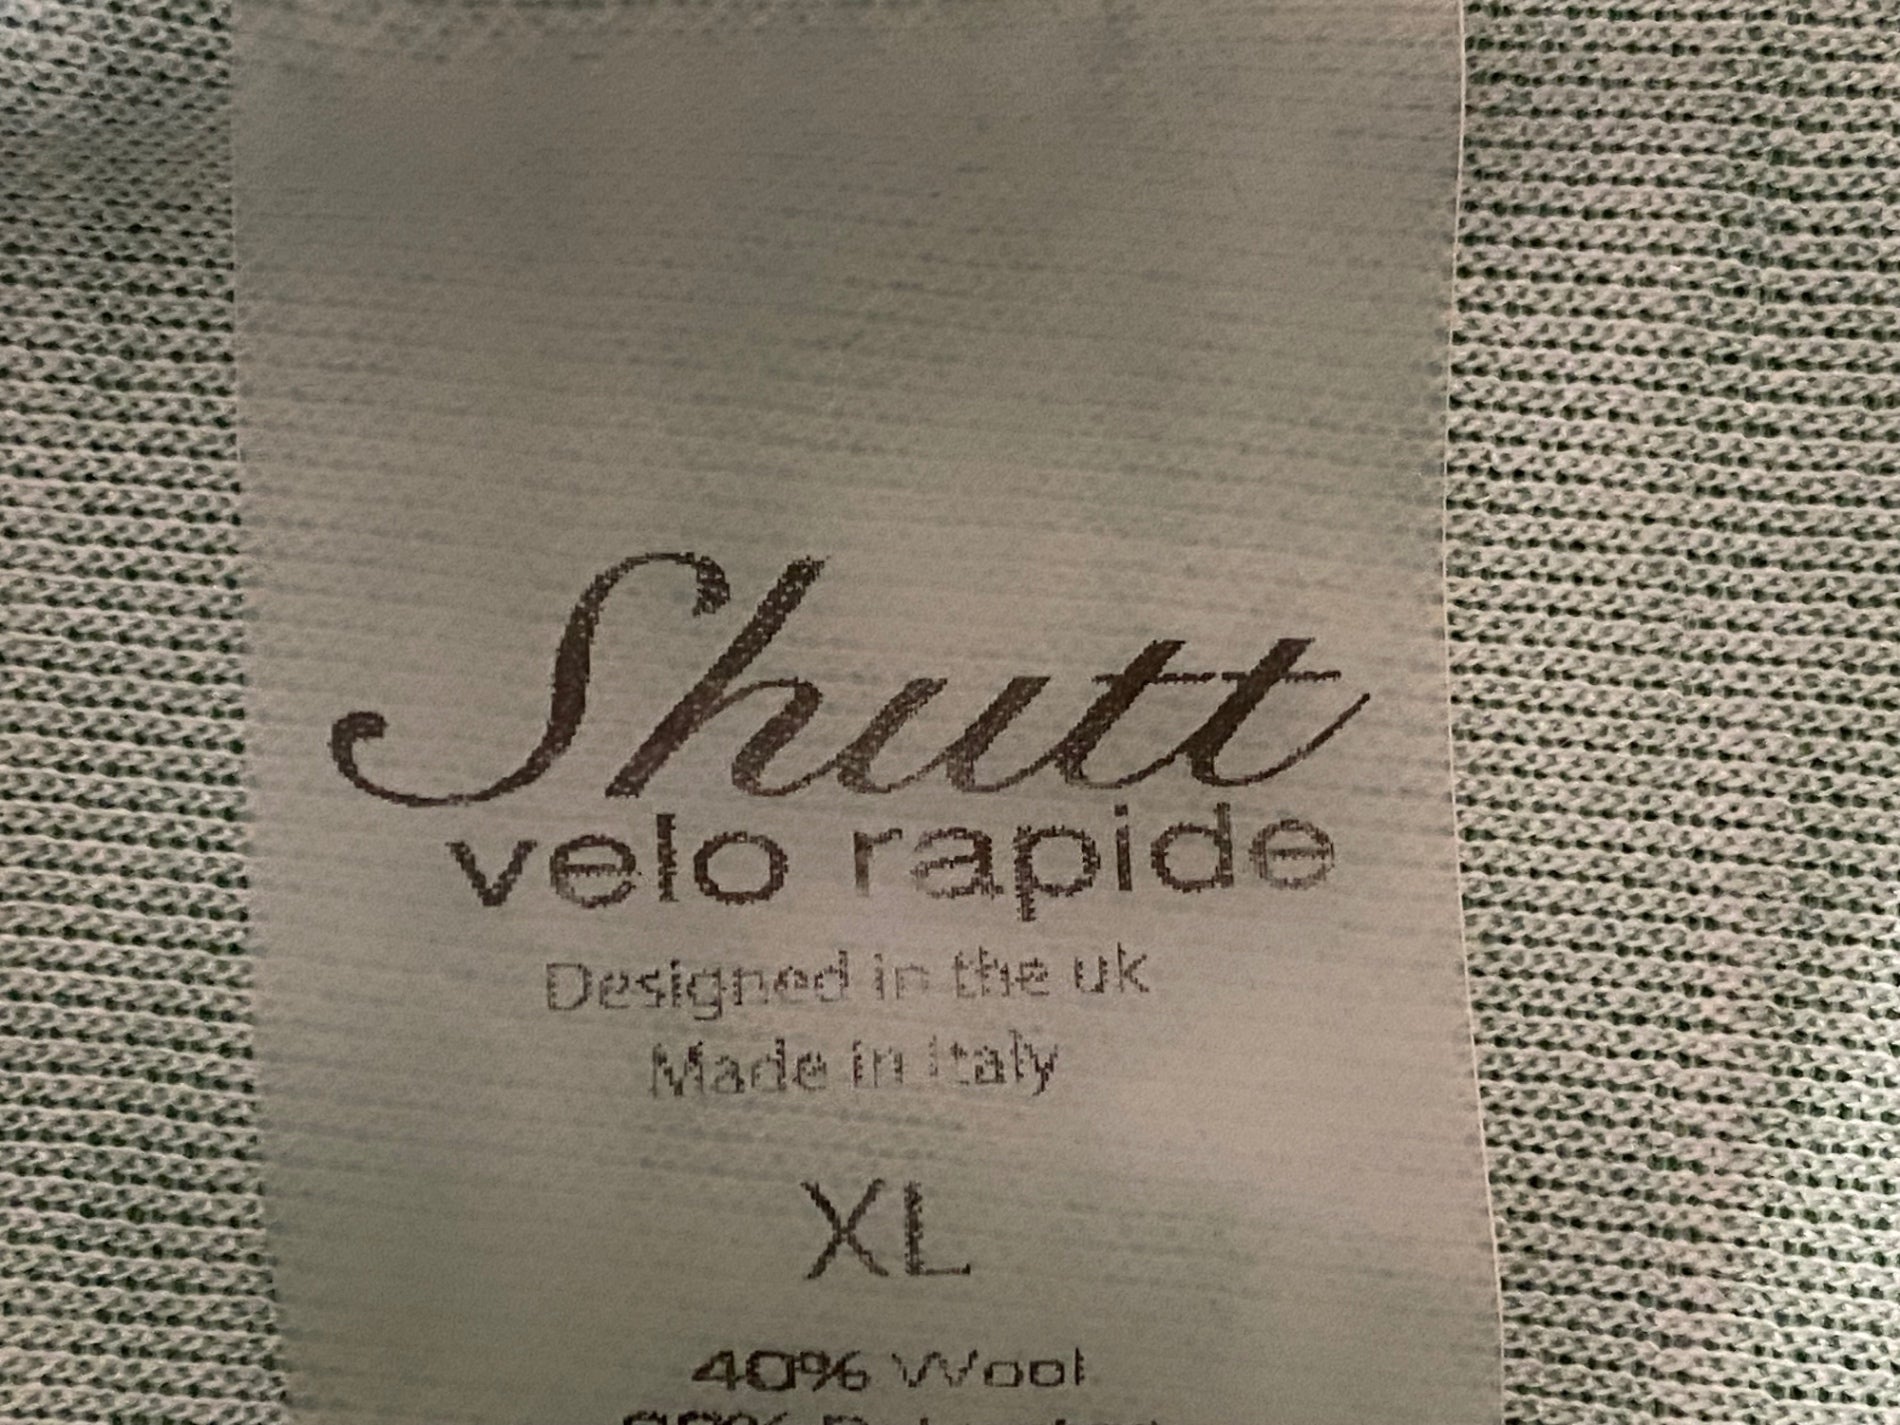 Shutt
velo rapide
Designed in the uk
Made in Italy
XL
40% Wool